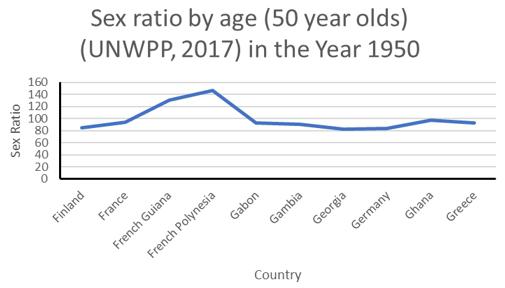 Sex ratio by age (50 year olds)
(UNWPP, 2017) in the Year 1950
160
140
120
100
80
60
40
20
0
Sex Ratio
Finland
France
French Guiana
French Polynesia
Gabon
Gambia
Georgia
Germany
Ghana
Greece
Country